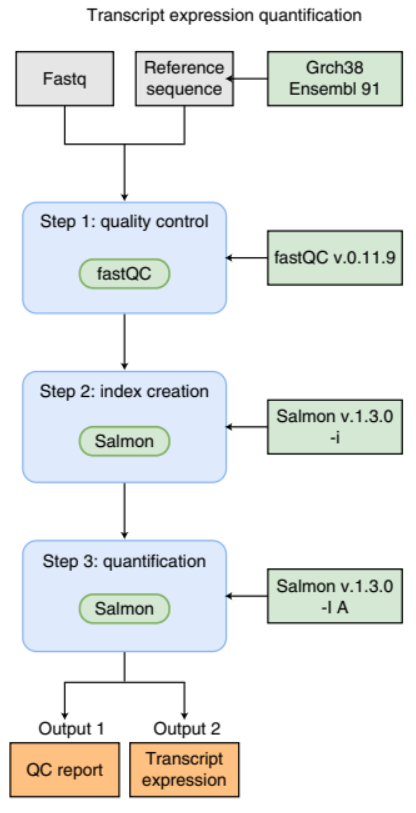 Transcript expression quantification
Fastq
Reference
sequence
Grch38
Ensembl 91
Step 1: quality control
fastQC
fastQC v.0.11.9
Step 2: index creation
Salmon
Salmon v.1.3.0
-i
Step 3: quantification
Salmon
Salmon v.1.3.0
-l A
Output 1
Output 2
QC report
Transcript
expression